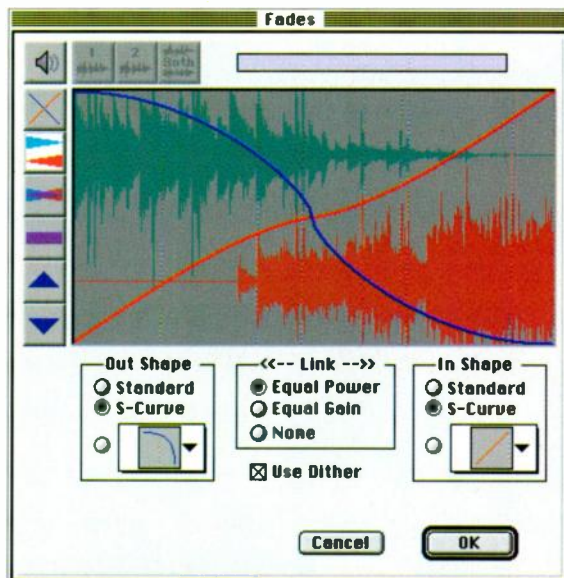 Fades
1
2
Both
Out Shape
Standard
S-Curve
<<-- Link -->>
Equal Power
Equal Gain
None
Use Dither
In Shape
Standard
S-Curve
Cancel
OK